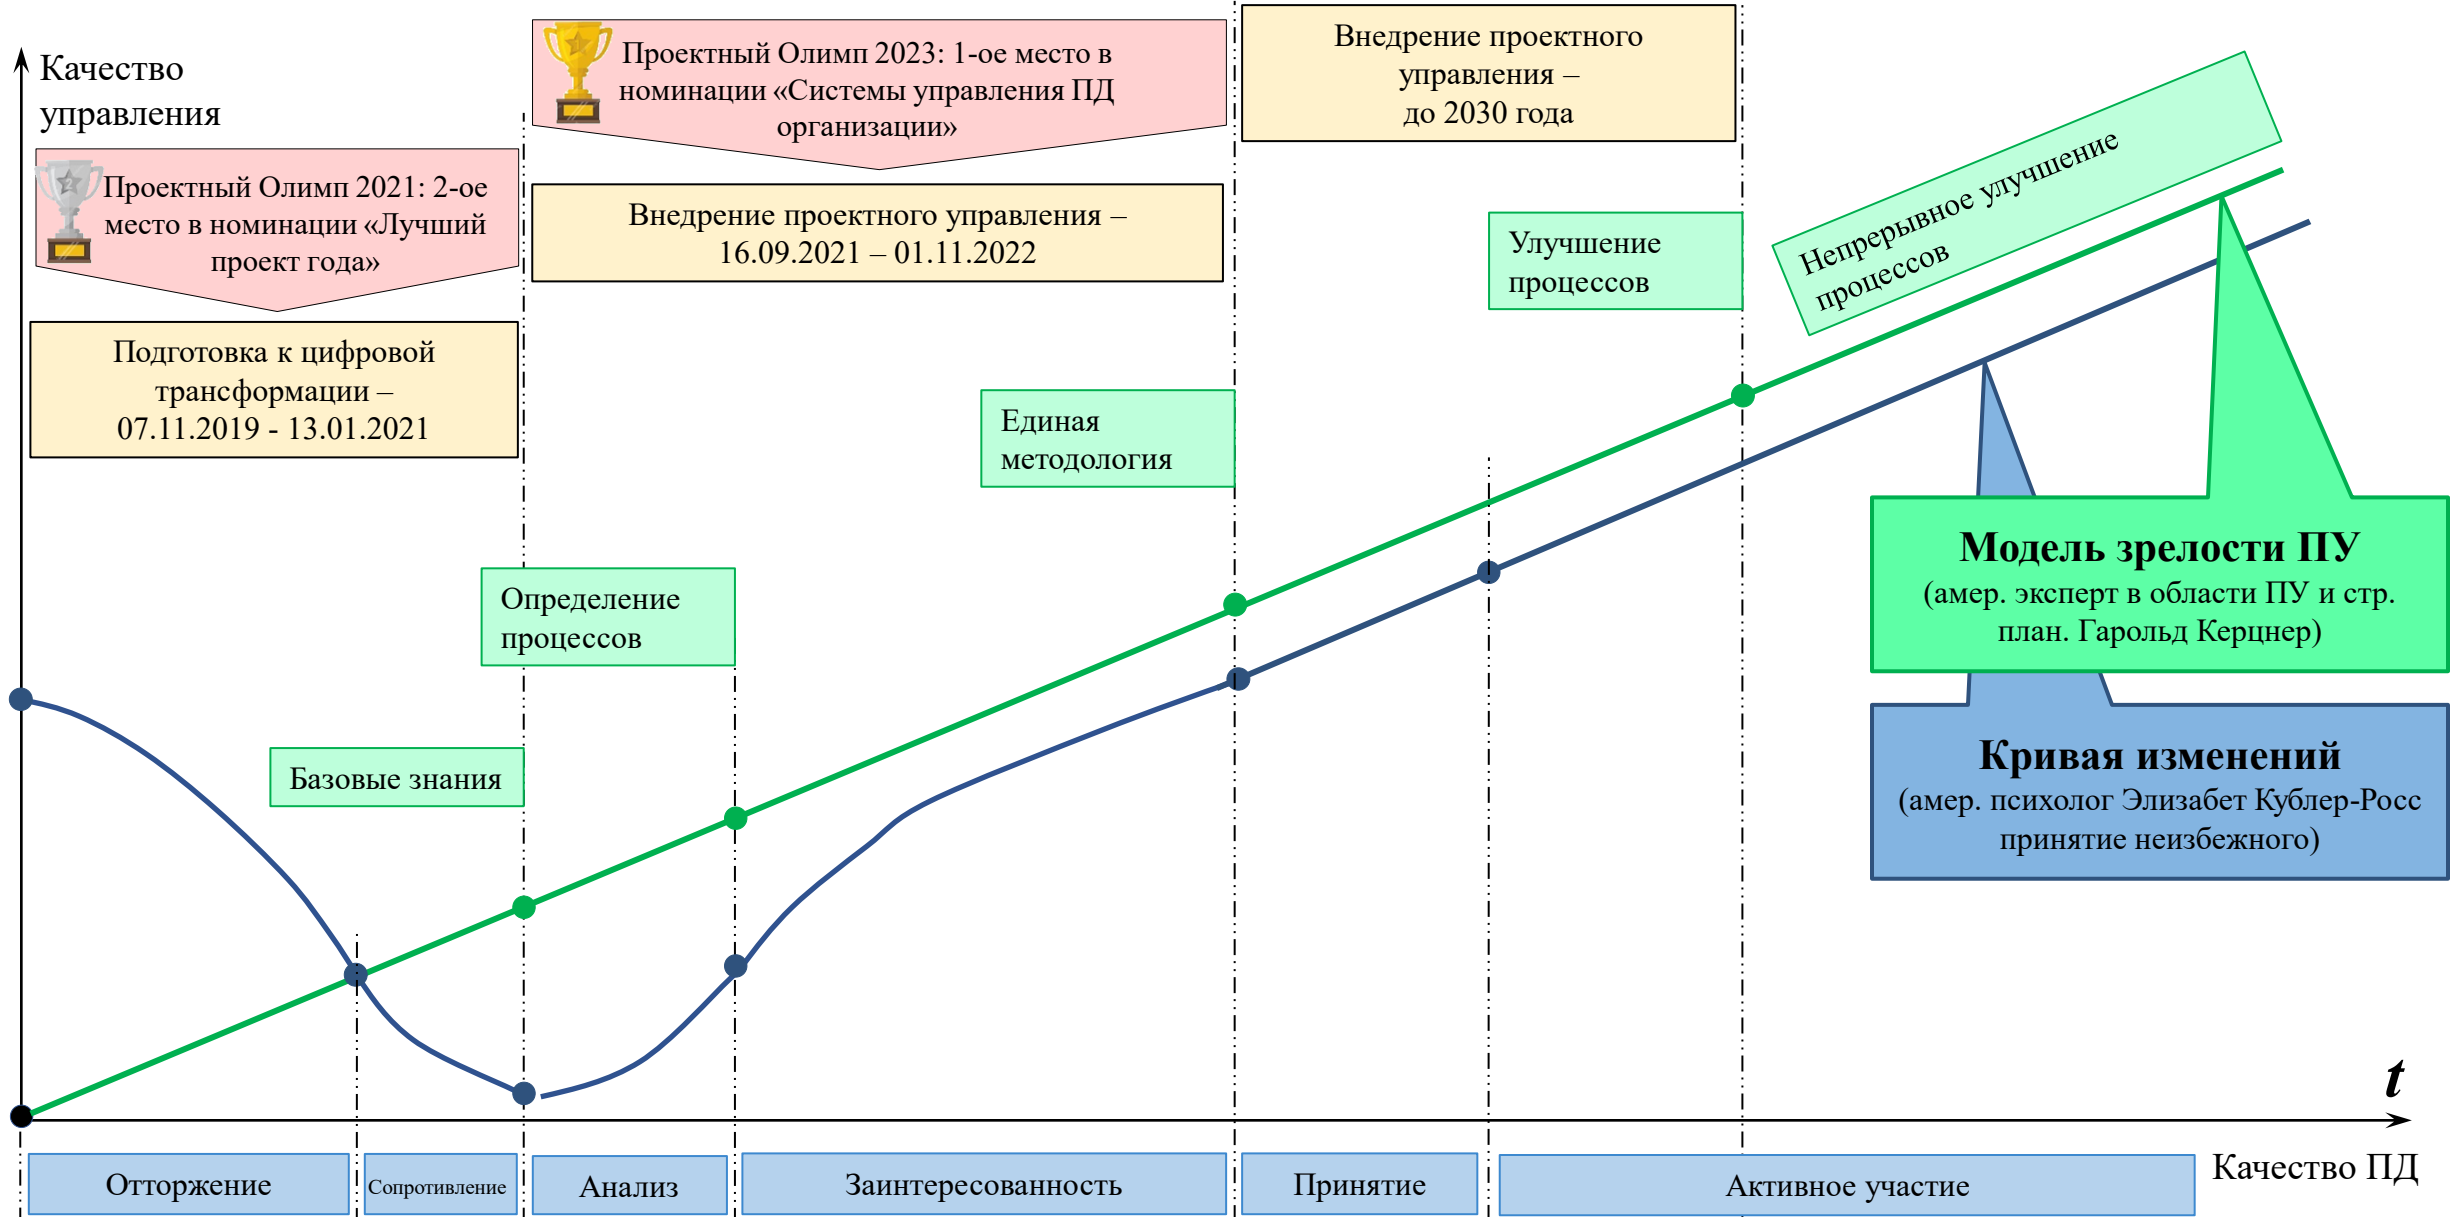 Качество
управления
Проектный Олимп 2021: 2-ое
место в номинации «Лучший
проект года»
Подготовка к цифровой
трансформации –
07.11.2019 - 13.01.2021
Проектный Олимп 2023: 1-ое место в
номинации «Системы управления ПД
организации»
Внедрение проектного управления –
16.09.2021 – 01.11.2022
Внедрение проектного
управления –
до 2030 года
Базовые знания
Определение
процессов
Единая
методология
Улучшение
процессов
Непрерывное улучшение
процессов
Модель зрелости ПУ
(амер. эксперт в области ПУ и стр.
план. Гарольд Керцнер)
Кривая изменений
(амер. психолог Элизабет Кублер-Росс
принятие неизбежного)
t
Отторжение
Сопротивление
Анализ
Заинтересованность
Принятие
Активное участие
Качество ПД